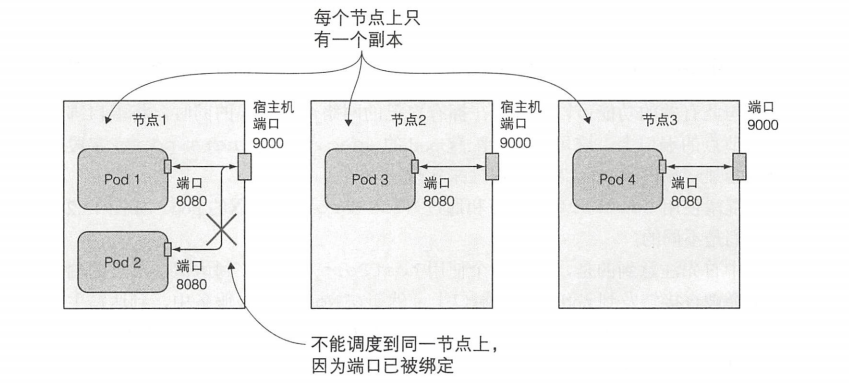 每个节点上只
有一个副本
节点1
宿主机
端口
9000
Pod 1
端口
8080
Pod 2
端口
8080
节点2
宿主机
端口
9000
Pod 3
端口
8080
节点3
端口
9000
Pod 4
端口
8080
不能调度到同一节点上，
因为端口已被绑定